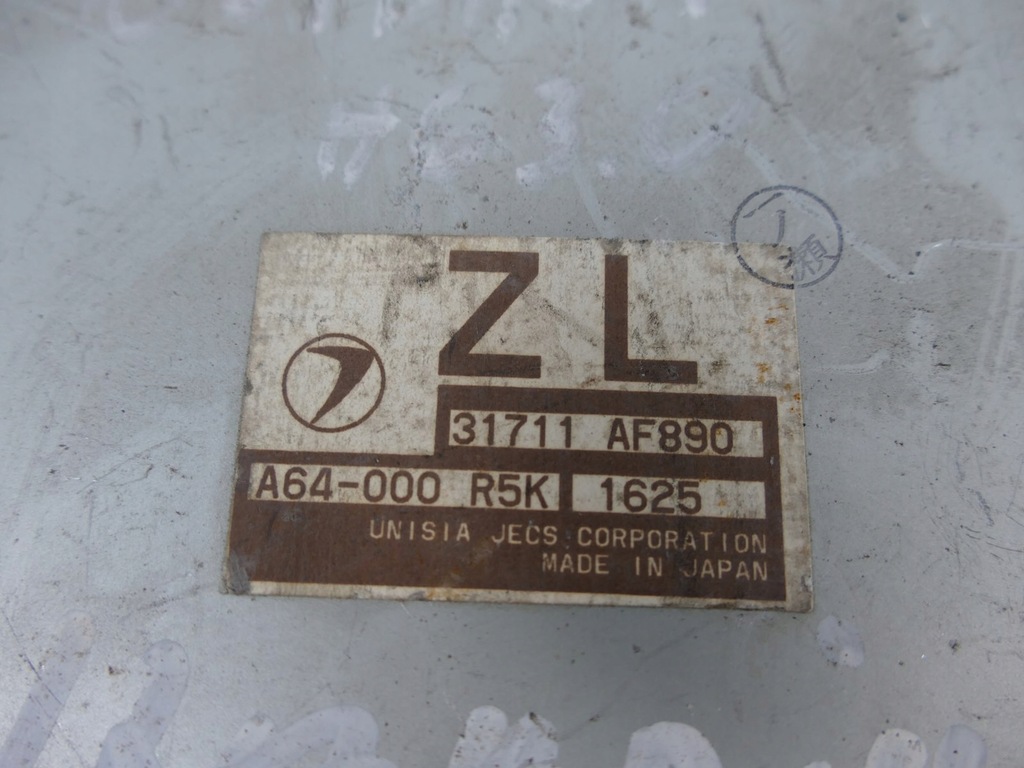 ZL
31711 AF890
A64-000 R5K 1625
UNISIA JECS CORPORATION
MADE IN JAPAN